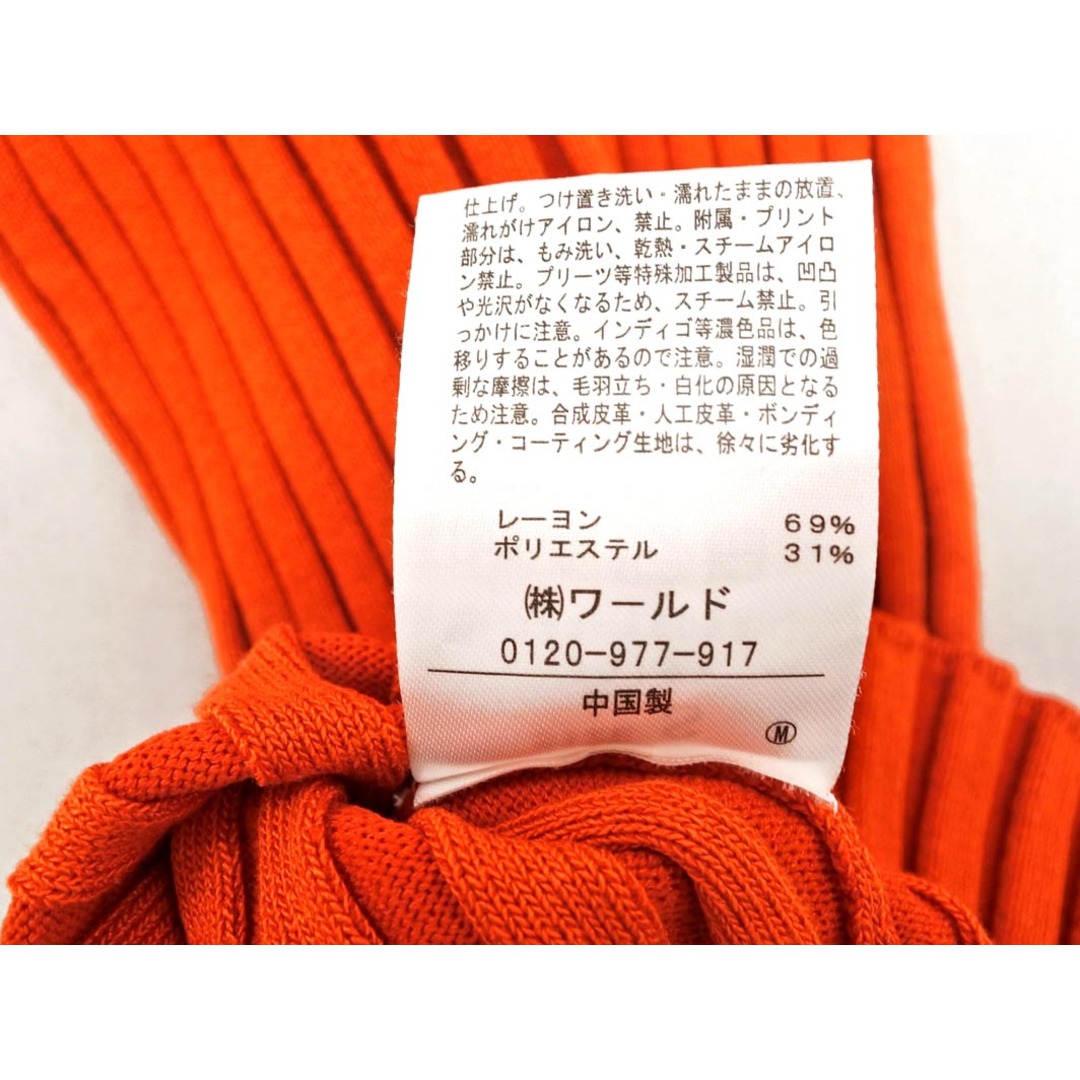 仕上げ。つけ置き洗い・濡れたままの放置、
濡れがけアイロン、禁止。附属・プリント
部分は、もみ洗い、乾熱・スチームアイロ
ン禁止。プリーツ等特殊加工製品は、凹凸
や光沢がなくなるため、スチーム禁止。引
っかけに注意。インディゴ等濃色品は、色
移りすることがあるので注意。湿潤での過
剰な摩擦は、毛羽立ち・白化の原因となる
ため注意。合成皮革・人工皮革・ボンディ
ング・コーティング生地は、徐々に劣化す
る。
レーヨン 69%
ポリエステル 31%
㈱ワールド
0120-977-917
中国製
Ⓜ